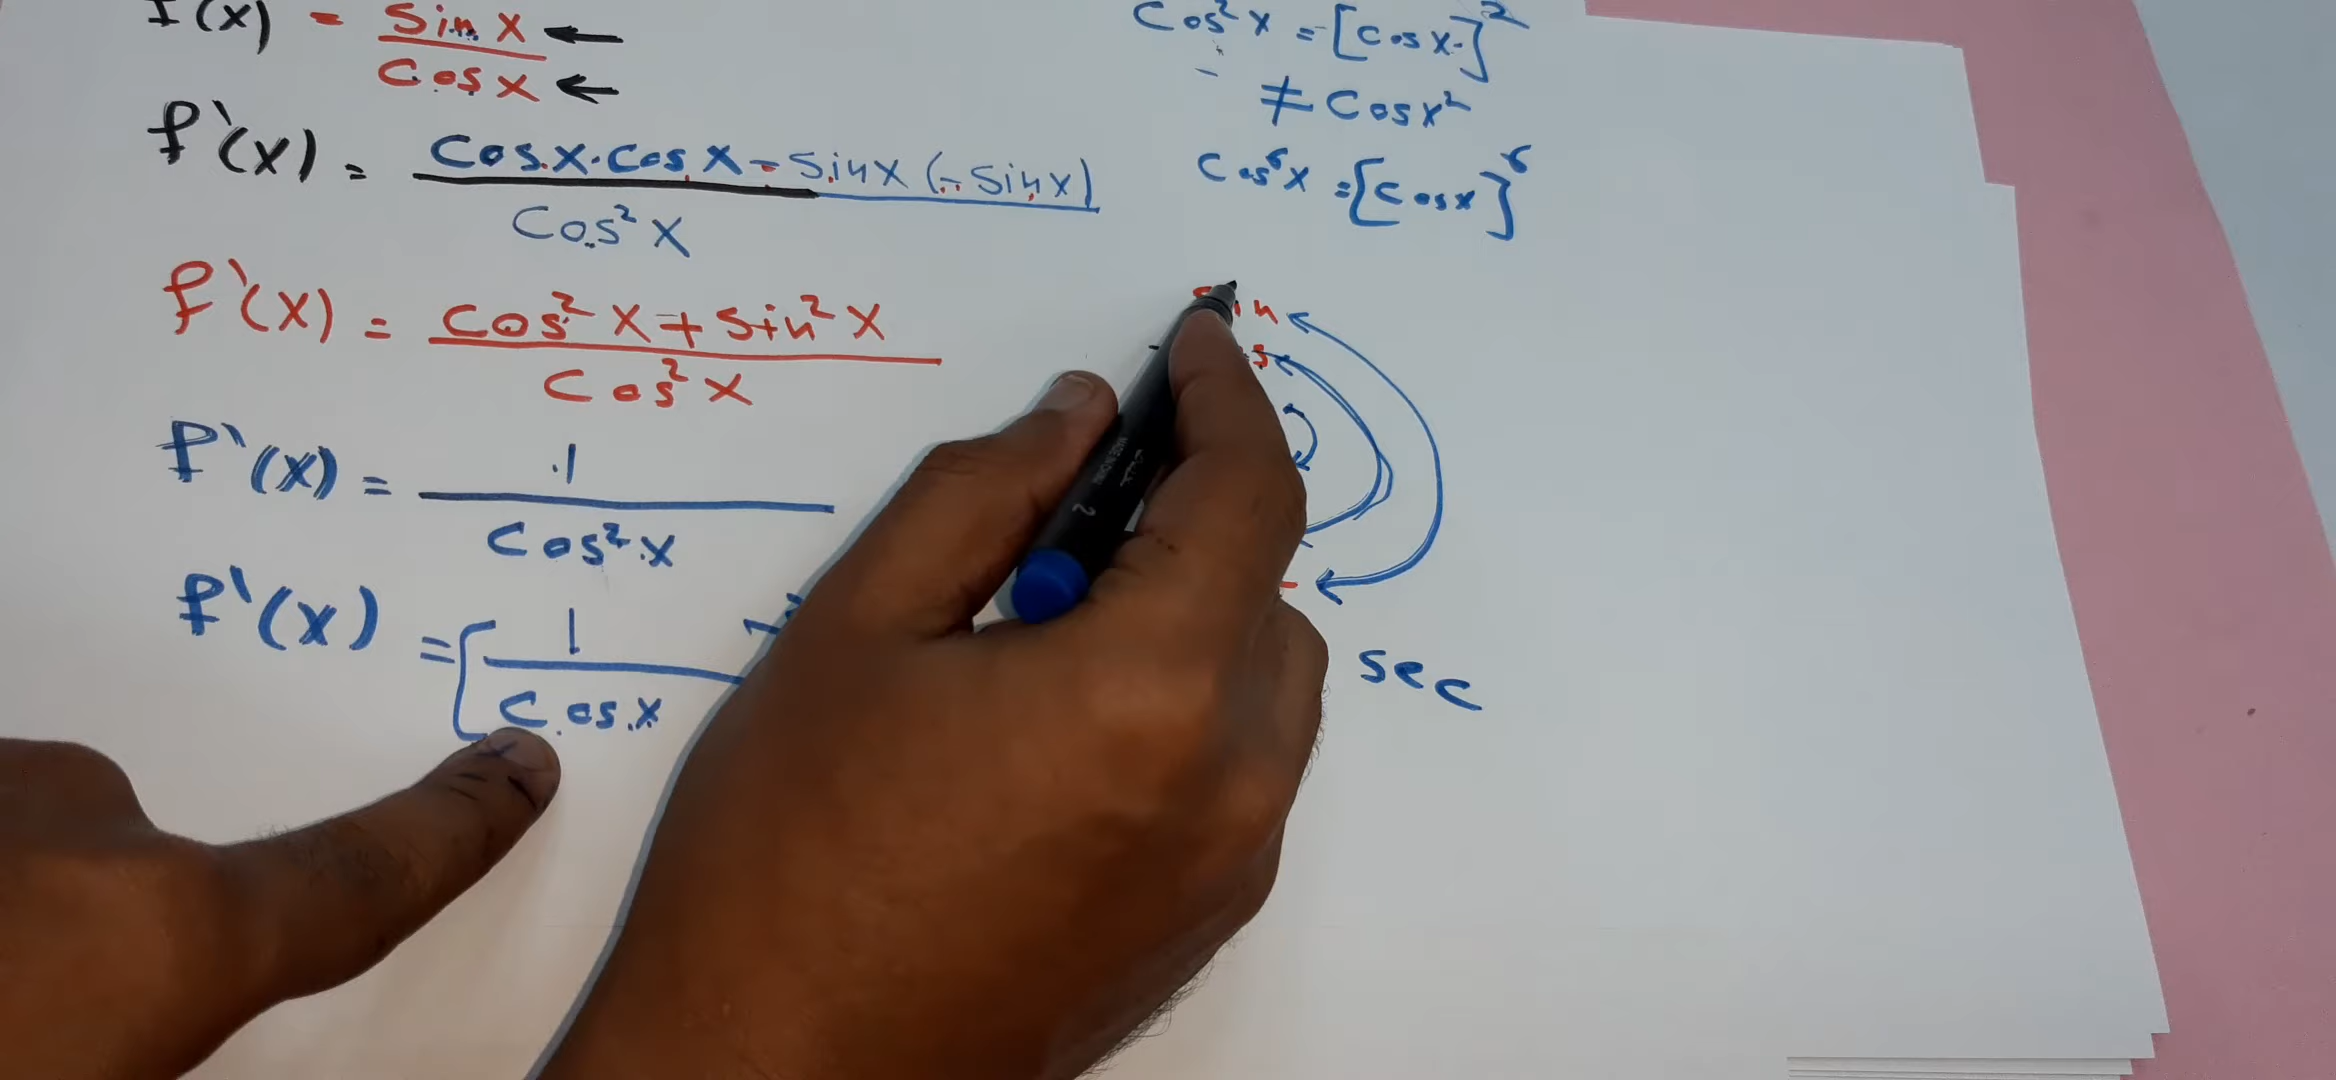 f(x) = sin x ←
cos x ←
f'(x) = cos x · cos x - sin x (- sin x)
cos² x
f'(x) = cos² x + sin² x
cos² x
f'(x) = 1
cos² x
f'(x) = [ 1
cos x
cos² x = [cos x]²
≠ cos x²
cos⁶ x = [cos x]⁶
sin
sec